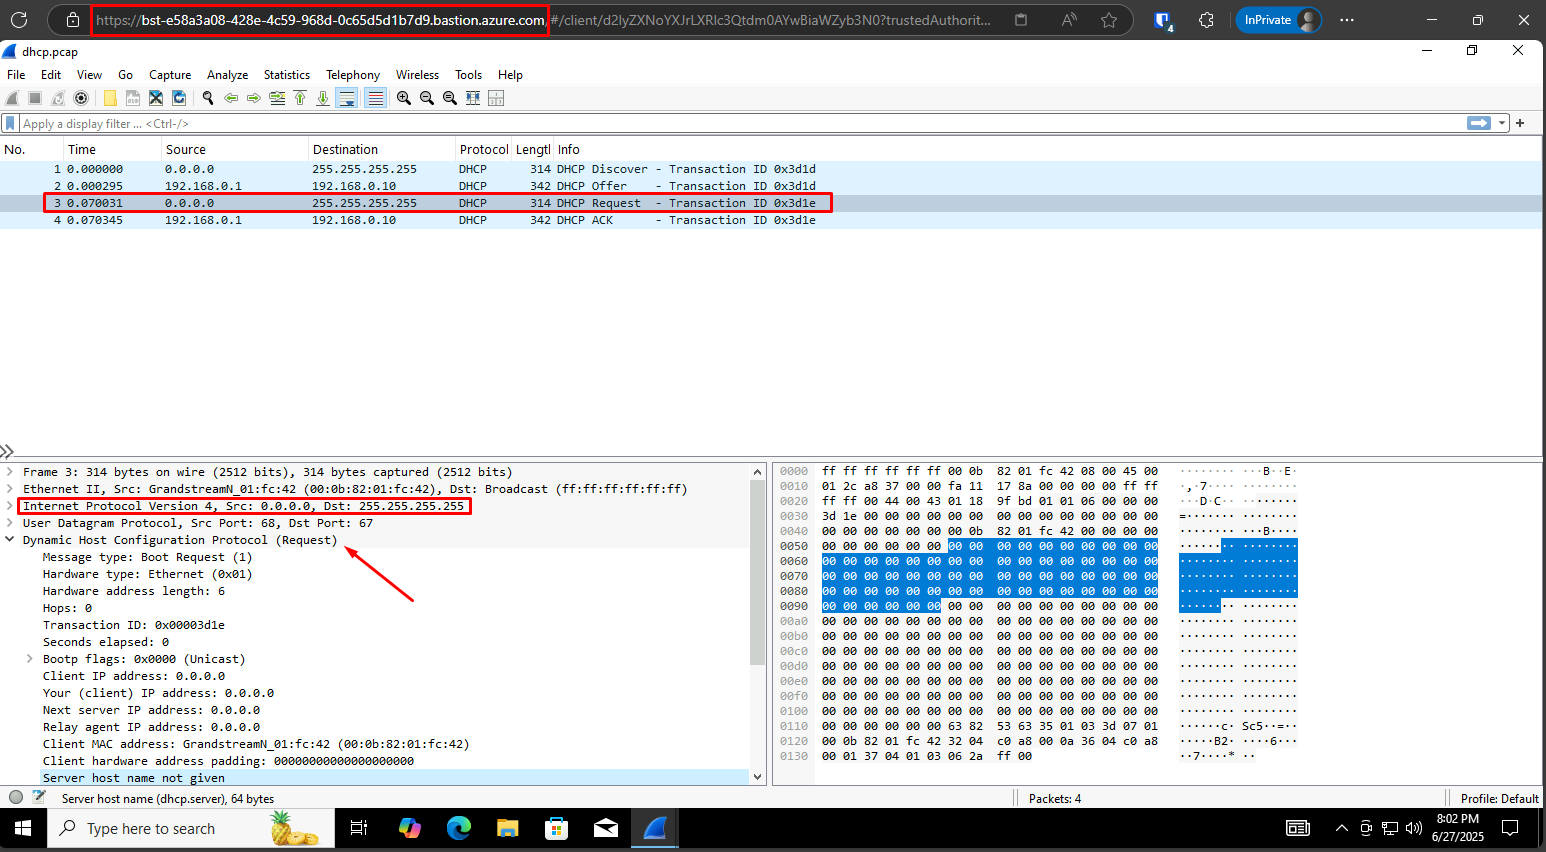 https://bst-e58a3a08-428e-4c59-968d-0c65d5d1b7d9.bastion.azure.com/#/client/d2lyZXNoYXJrLXRlc3Qtdm0AYwBiaWZyb3N0?trustedAuthorit...
4
InPrivate
dhcp.pcap
File Edit View Go Capture Analyze Statistics Telephony Wireless Tools Help
Apply a display filter ... <Ctrl-/>
No. Time Source Destination Protocol Lengtl Info
1 0.000000 0.0.0.0 255.255.255.255 DHCP 314 DHCP Discover - Transaction ID 0x3d1d
2 0.000295 192.168.0.1 192.168.0.10 DHCP 342 DHCP Offer - Transaction ID 0x3d1d
3 0.070031 0.0.0.0 255.255.255.255 DHCP 314 DHCP Request - Transaction ID 0x3d1e
4 0.070345 192.168.0.1 192.168.0.10 DHCP 342 DHCP ACK - Transaction ID 0x3d1e
Frame 3: 314 bytes on wire (2512 bits), 314 bytes captured (2512 bits)
Ethernet II, Src: GrandstreamN_01:fc:42 (00:0b:82:01:fc:42), Dst: Broadcast (ff:ff:ff:ff:ff:ff)
Internet Protocol Version 4, Src: 0.0.0.0, Dst: 255.255.255.255
User Datagram Protocol, Src Port: 68, Dst Port: 67
Dynamic Host Configuration Protocol (Request)
Message type: Boot Request (1)
Hardware type: Ethernet (0x01)
Hardware address length: 6
Hops: 0
Transaction ID: 0x00003d1e
Seconds elapsed: 0
Bootp flags: 0x0000 (Unicast)
Client IP address: 0.0.0.0
Your (client) IP address: 0.0.0.0
Next server IP address: 0.0.0.0
Relay agent IP address: 0.0.0.0
Client MAC address: GrandstreamN_01:fc:42 (00:0b:82:01:fc:42)
Client hardware address padding: 00000000000000000000
Server host name not given
0000 ff ff ff ff ff ff 00 0b 82 01 fc 42 08 00 45 00 ········ ···B··E·
0010 01 2c a8 37 00 00 fa 11 17 8a 00 00 00 00 ff ff ·,·7···· ········
0020 ff ff 00 44 00 43 01 18 9f bd 01 01 06 00 00 00 ···D·C·· ········
0030 3d 1e 00 00 00 00 00 00 00 00 00 00 00 00 00 00 =······· ········
0040 00 00 00 00 00 00 00 0b 82 01 fc 42 00 00 00 00 ········ ···B····
0050 00 00 00 00 00 00 00 00 00 00 00 00 00 00 00 00 ········ ········
0060 00 00 00 00 00 00 00 00 00 00 00 00 00 00 00 00 ········ ········
0070 00 00 00 00 00 00 00 00 00 00 00 00 00 00 00 00 ········ ········
0080 00 00 00 00 00 00 00 00 00 00 00 00 00 00 00 00 ········ ········
0090 00 00 00 00 00 00 00 00 00 00 00 00 00 00 00 00 ········ ········
00a0 00 00 00 00 00 00 00 00 00 00 00 00 00 00 00 00 ········ ········
00b0 00 00 00 00 00 00 00 00 00 00 00 00 00 00 00 00 ········ ········
00c0 00 00 00 00 00 00 00 00 00 00 00 00 00 00 00 00 ········ ········
00d0 00 00 00 00 00 00 00 00 00 00 00 00 00 00 00 00 ········ ········
00e0 00 00 00 00 00 00 00 00 00 00 00 00 00 00 00 00 ········ ········
00f0 00 00 00 00 00 00 00 00 00 00 00 00 00 00 00 00 ········ ········
0100 00 00 00 00 00 00 00 00 00 00 00 00 00 00 00 00 ········ ········
0110 00 00 00 00 00 00 63 82 53 63 35 01 03 3d 07 01 ······c· Sc5··=··
0120 00 0b 82 01 fc 42 32 04 c0 a8 00 0a 36 04 c0 a8 ·····B2· ····6···
0130 00 01 37 04 01 03 06 2a ff 00 ··7····* ··
Server host name (dhcp.server), 64 bytes
Packets: 4
Profile: Default
Type here to search
8:02 PM
6/27/2025